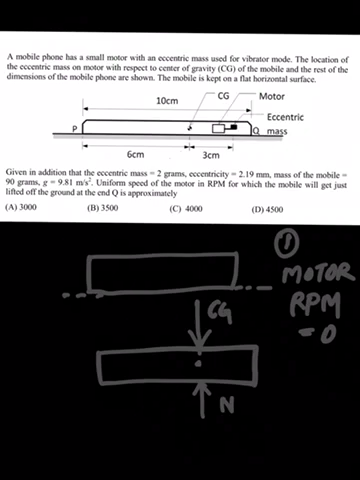 A mobile phone has a small motor with an eccentric mass used for vibrator mode. The location of
the eccentric mass on motor with respect to center of gravity (CG) of the mobile and the rest of the
dimensions of the mobile phone are shown. The mobile is kept on a flat horizontal surface.
10cm
CG
Motor
Eccentric
mass
P
Q
6cm
3cm
Given in addition that the eccentric mass = 2 grams, eccentricity = 2.19 mm, mass of the mobile =
90 grams, g = 9.81 m/s². Uniform speed of the motor in RPM for which the mobile will get just
lifted off the ground at the end Q is approximately
(A) 3000 (B) 3500 (C) 4000 (D) 4500
1
MOTOR
RPM
= 0
CG
N